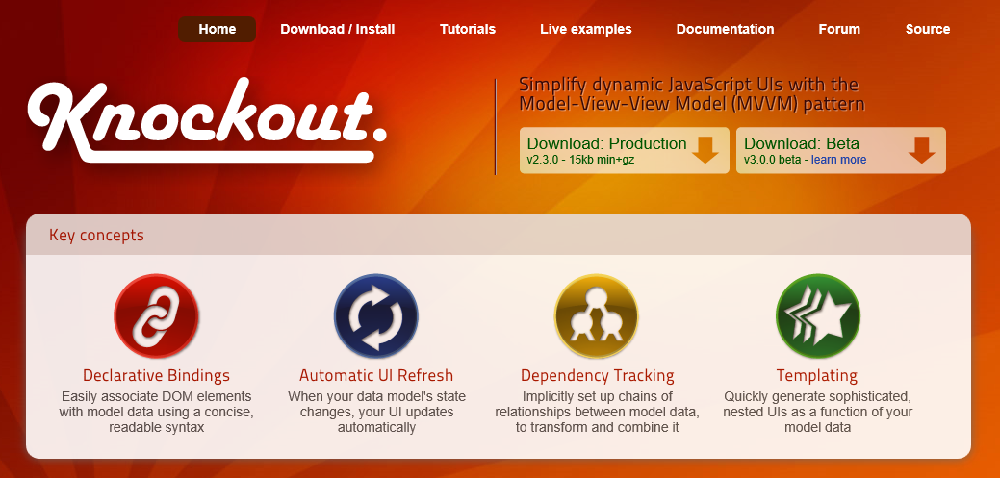 Home Download / Install Tutorials Live examples Documentation Forum Source
Knockout.
Simplify dynamic JavaScript UIs with the
Model-View-View Model (MVVM) pattern
Download: Production
v2.3.0 - 15kb min+gz
Download: Beta
v3.0.0 beta - learn more
Key concepts
Declarative Bindings
Easily associate DOM elements
with model data using a concise,
readable syntax
Automatic UI Refresh
When your data model's state
changes, your UI updates
automatically
Dependency Tracking
Implicitly set up chains of
relationships between model data,
to transform and combine it
Templating
Quickly generate sophisticated,
nested UIs as a function of your
model data